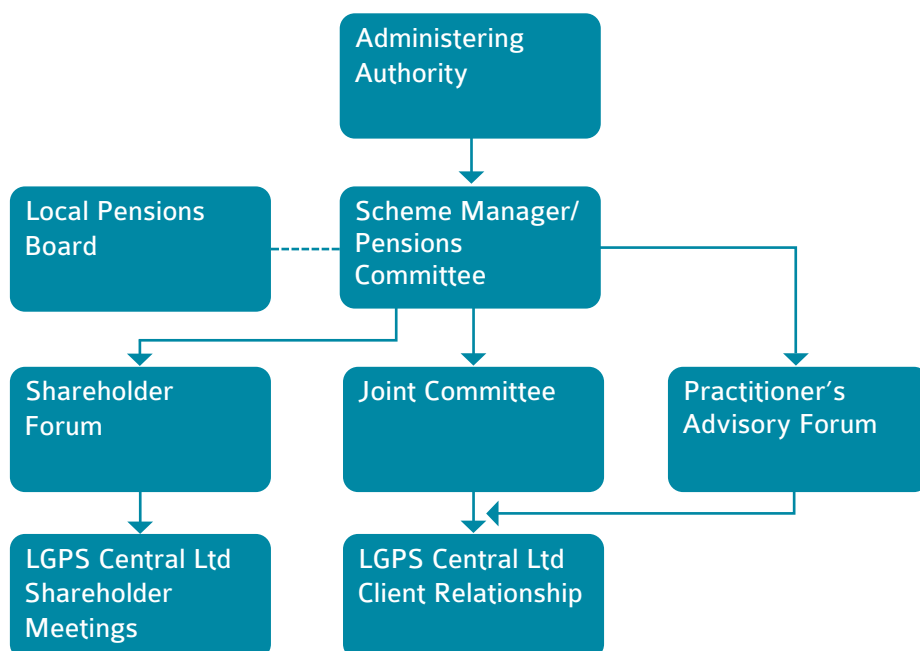 Administering
Authority
Local Pensions
Board
Scheme Manager/
Pensions
Committee
Shareholder
Forum
Joint Committee
Practitioner's
Advisory Forum
LGPS Central Ltd
Shareholder
Meetings
LGPS Central Ltd
Client Relationship